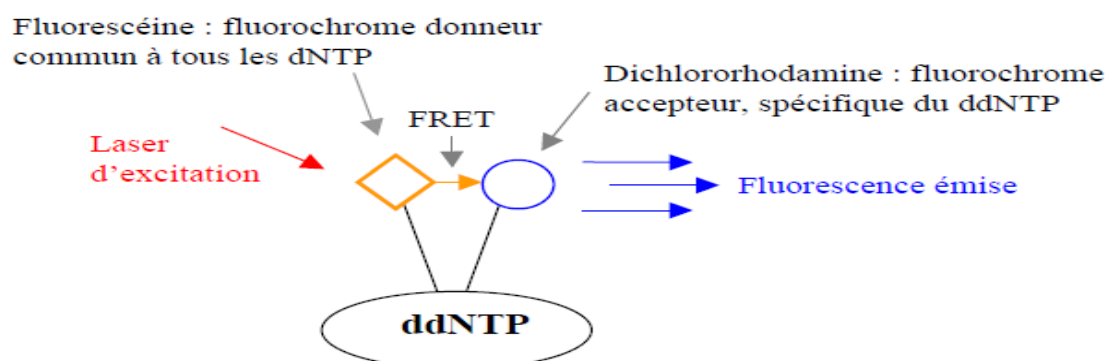 Fluorescéine : fluorochrome donneur
commun à tous les dNTP
Dichlororhodamine : fluorochrome
accepteur, spécifique du ddNTP
FRET
Laser
d’excitation
Fluorescence émise
ddNTP